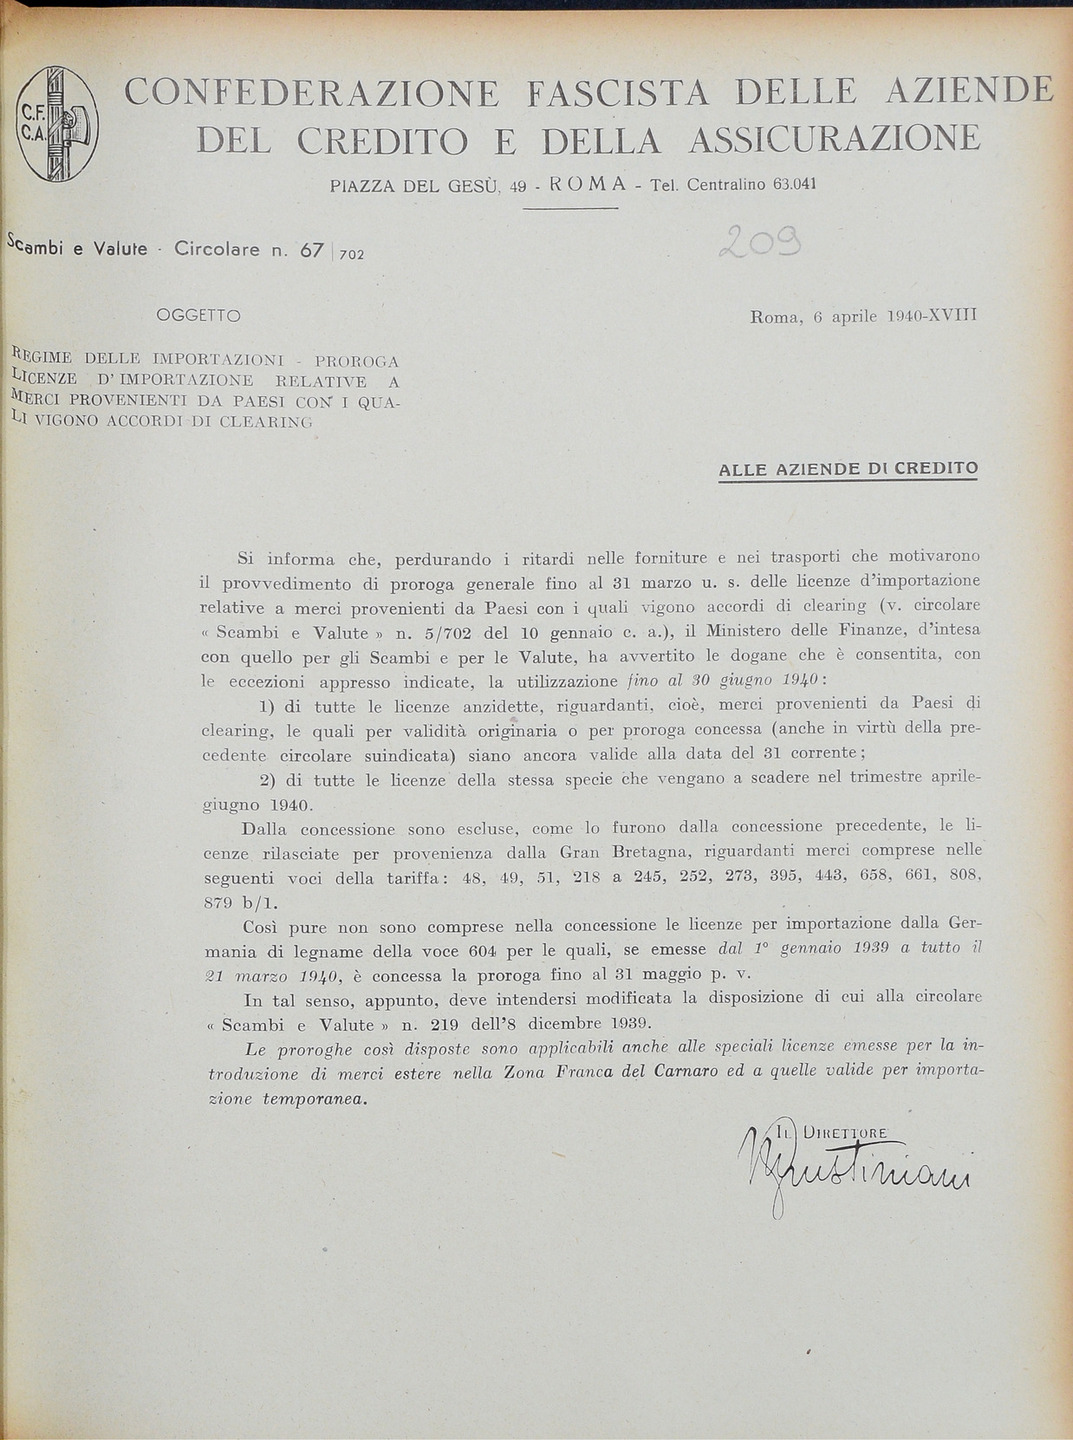 C.F.
C.A.
CONFEDERAZIONE FASCISTA DELLE AZIENDE
DEL CREDITO E DELLA ASSICURAZIONE
PIAZZA DEL GESÙ, 49 - ROMA - Tel. Centralino 63.041
Scambi e Valute - Circolare n. 67 | 702
209
OGGETTO
Roma, 6 aprile 1940-XVIII
REGIME DELLE IMPORTAZIONI - PROROGA
LICENZE D'IMPORTAZIONE RELATIVE A
MERCI PROVENIENTI DA PAESI CON I QUA-
LI VIGONO ACCORDI DI CLEARING
ALLE AZIENDE DI CREDITO
Si informa che, perdurando i ritardi nelle forniture e nei trasporti che motivarono
il provvedimento di proroga generale fino al 31 marzo u. s. delle licenze d'importazione
relative a merci provenienti da Paesi con i quali vigono accordi di clearing (v. circolare
« Scambi e Valute » n. 5/702 del 10 gennaio c. a.), il Ministero delle Finanze, d'intesa
con quello per gli Scambi e per le Valute, ha avvertito le dogane che è consentita, con
le eccezioni appresso indicate, la utilizzazione fino al 30 giugno 1940:
1) di tutte le licenze anzidette, riguardanti, cioè, merci provenienti da Paesi di
clearing, le quali per validità originaria o per proroga concessa (anche in virtù della pre-
cedente circolare suindicata) siano ancora valide alla data del 31 corrente;
2) di tutte le licenze della stessa specie che vengano a scadere nel trimestre aprile-
giugno 1940.
Dalla concessione sono escluse, come lo furono dalla concessione precedente, le li-
cenze rilasciate per provenienza dalla Gran Bretagna, riguardanti merci comprese nelle
seguenti voci della tariffa: 48, 49, 51, 218 a 245, 252, 273, 395, 443, 658, 661, 808,
879 b/1.
Così pure non sono comprese nella concessione le licenze per importazione dalla Ger-
mania di legname della voce 604 per le quali, se emesse dal 1° gennaio 1939 a tutto il
21 marzo 1940, è concessa la proroga fino al 31 maggio p. v.
In tal senso, appunto, deve intendersi modificata la disposizione di cui alla circolare
« Scambi e Valute » n. 219 dell'8 dicembre 1939.
Le proroghe così disposte sono applicabili anche alle speciali licenze emesse per la in-
troduzione di merci estere nella Zona Franca del Carnaro ed a quelle valide per importa-
zione temporanea.
IL DIRETTORE
Giustiniani